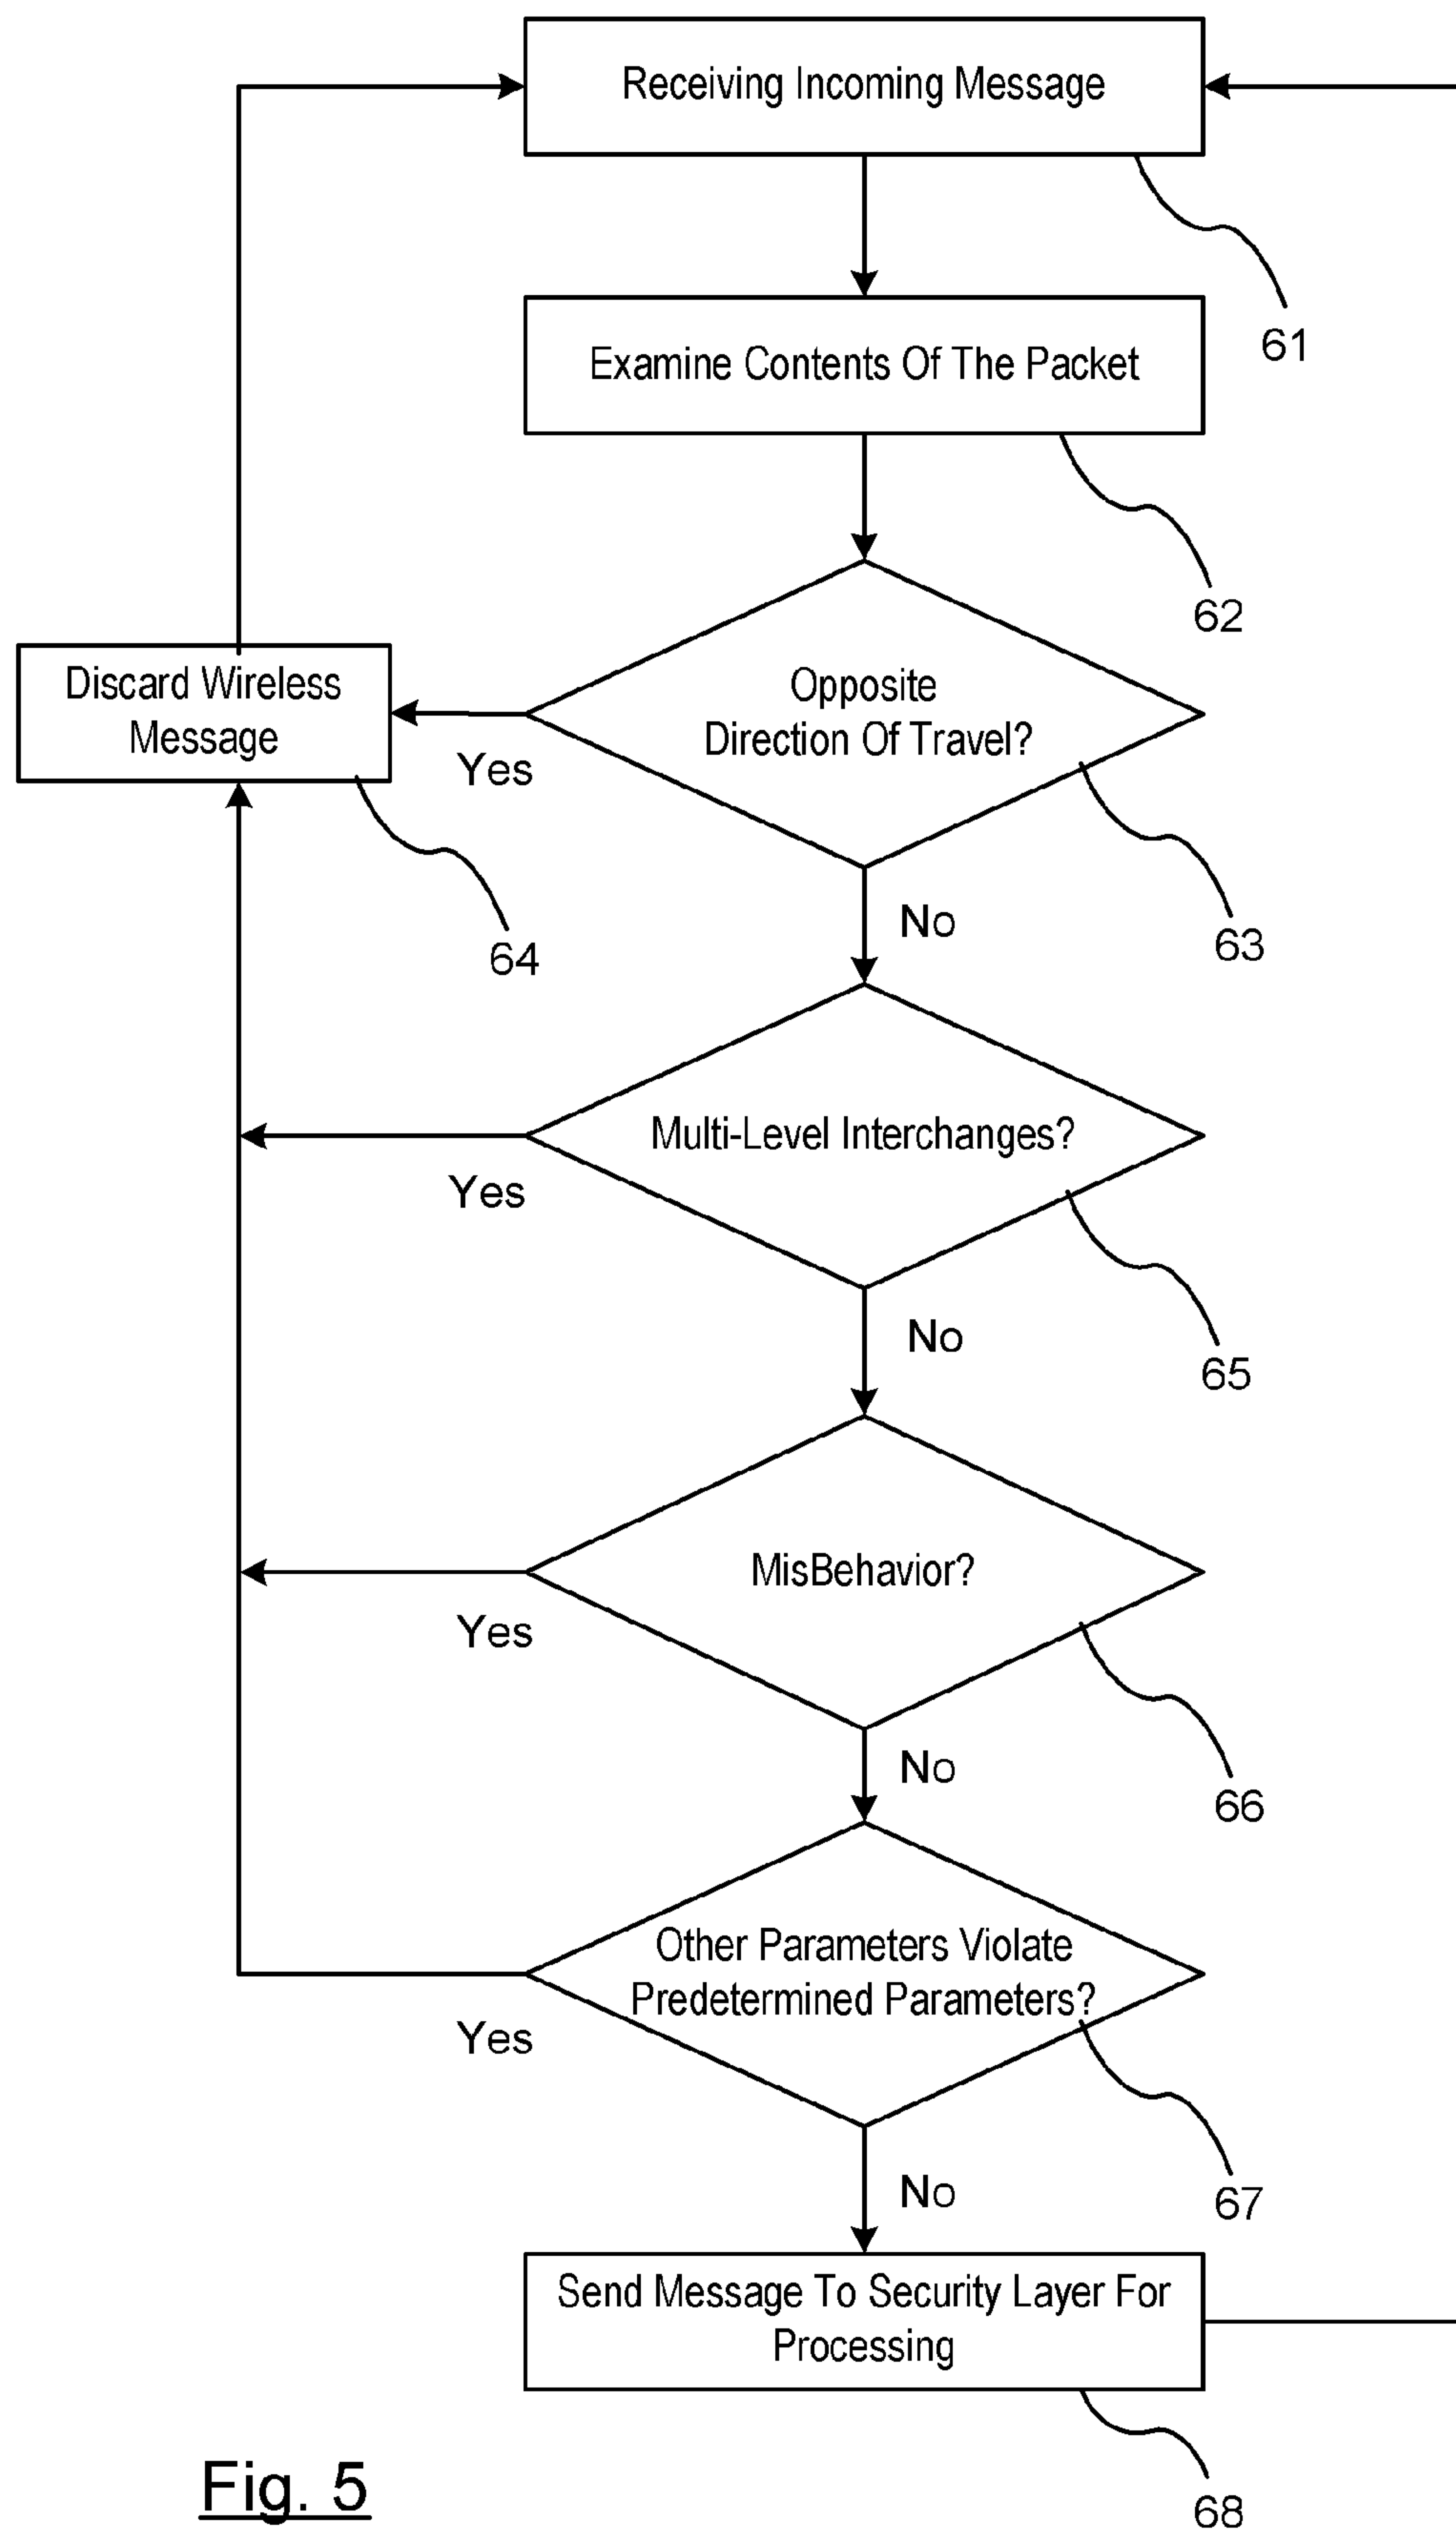 Receiving Incoming Message
61
Examine Contents Of The Packet
62
Discard Wireless
Message
64
Opposite
Direction Of Travel?
Yes
63
No
Multi-Level Interchanges?
Yes
65
No
MisBehavior?
Yes
66
No
Other Parameters Violate
Predetermined Parameters?
Yes
67
No
Send Message To Security Layer For
Processing
68
Fig. 5